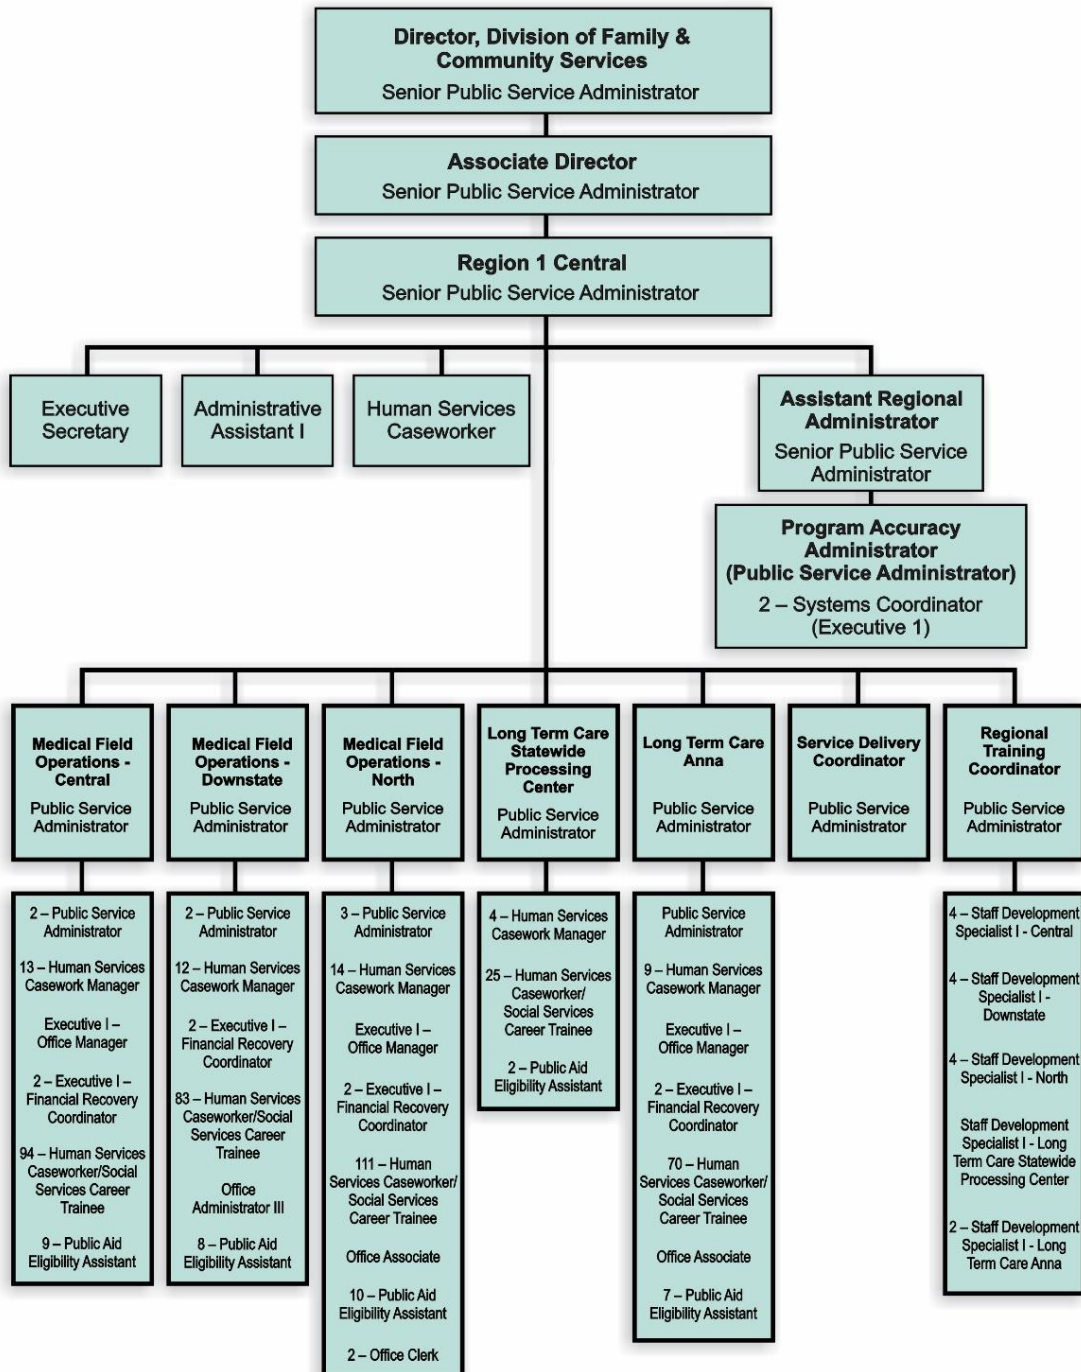 Director, Division of Family &
Community Services
Senior Public Service Administrator
Associate Director
Senior Public Service Administrator
Region 1 Central
Senior Public Service Administrator
Executive
Secretary
Administrative
Assistant I
Human Services
Caseworker
Assistant Regional
Administrator
Senior Public Service
Administrator
Program Accuracy
Administrator
(Public Service Administrator)
2 – Systems Coordinator
(Executive 1)
Medical Field
Operations -
Central
Public Service
Administrator
Medical Field
Operations -
Downstate
Public Service
Administrator
Medical Field
Operations -
North
Public Service
Administrator
Long Term Care
Statewide
Processing
Center
Public Service
Administrator
Long Term Care
Anna
Public Service
Administrator
Service Delivery
Coordinator
Public Service
Administrator
Regional
Training
Coordinator
Public Service
Administrator
2 – Public Service
Administrator
13 – Human Services
Casework Manager
Executive I –
Office Manager
2 – Executive I –
Financial Recovery
Coordinator
94 – Human Services
Caseworker/Social
Services Career
Trainee
9 – Public Aid
Eligibility Assistant
2 – Public Service
Administrator
12 – Human Services
Casework Manager
2 – Executive I –
Financial Recovery
Coordinator
83 – Human Services
Caseworker/Social
Services Career
Trainee
Office
Administrator III
8 – Public Aid
Eligibility Assistant
3 – Public Service
Administrator
14 – Human Services
Casework Manager
Executive I –
Office Manager
2 – Executive I –
Financial Recovery
Coordinator
111 – Human
Services Caseworker/
Social Services
Career Trainee
Office Associate
10 – Public Aid
Eligibility Assistant
2 – Office Clerk
4 – Human Services
Casework Manager
25 – Human Services
Caseworker/
Social Services
Career Trainee
2 – Public Aid
Eligibility Assistant
Public Service
Administrator
9 – Human Services
Casework Manager
Executive I –
Office Manager
2 – Executive I –
Financial Recovery
Coordinator
70 – Human
Services Caseworker/
Social Services
Career Trainee
Office Associate
7 – Public Aid
Eligibility Assistant
4 – Staff Development
Specialist I - Central
4 – Staff Development
Specialist I -
Downstate
4 – Staff Development
Specialist I - North
Staff Development
Specialist I - Long
Term Care Statewide
Processing Center
2 – Staff Development
Specialist I - Long
Term Care Anna